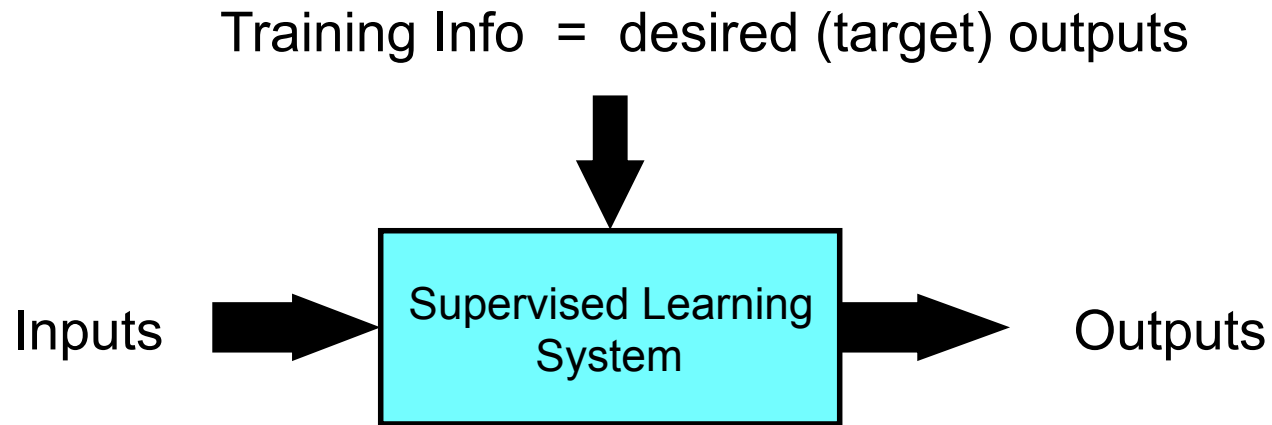 Training Info = desired (target) outputs
Inputs
Supervised Learning
System
Outputs